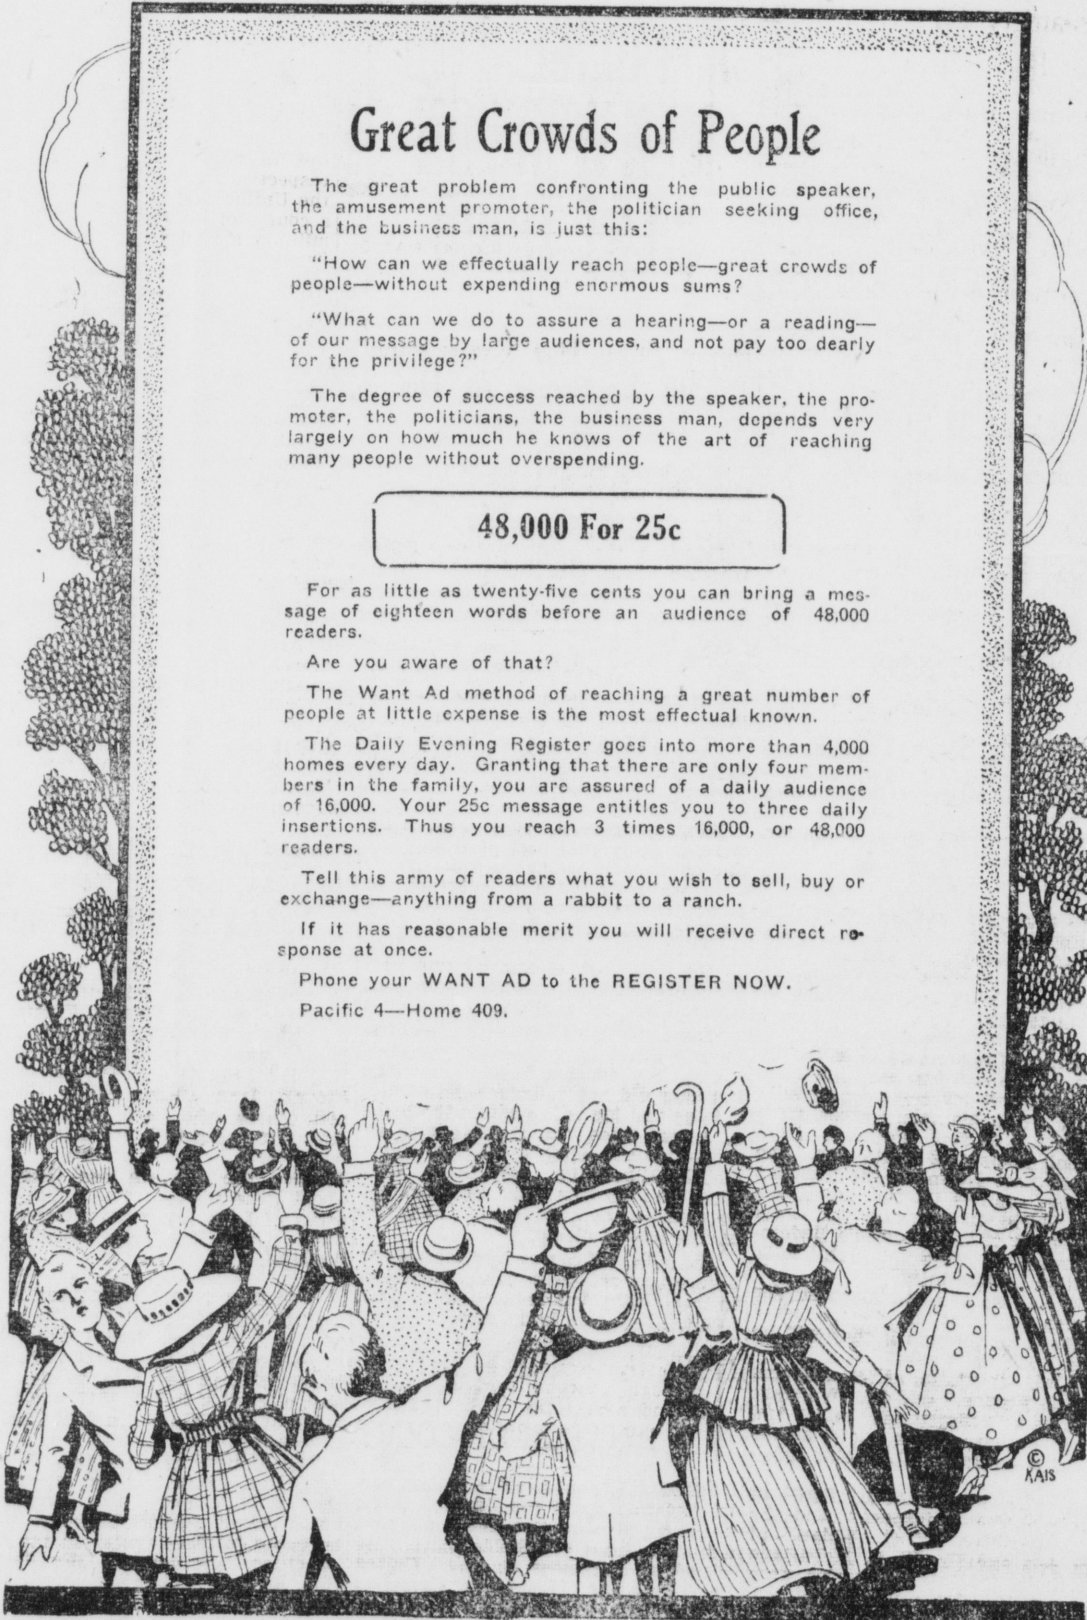 Great Crowds of People
The great problem confronting the public speaker,
the amusement promoter, the politician seeking office,
and the business man, is just this:
"How can we effectually reach people—great crowds of
people—without expending enormous sums?
"What can we do to assure a hearing—or a reading—
of our message by large audiences, and not pay too dearly
for the privilege?"
The degree of success reached by the speaker, the pro-
moter, the politicians, the business man, depends very
largely on how much he knows of the art of reaching
many people without overspending.
48,000 For 25c
For as little as twenty-five cents you can bring a mes-
sage of eighteen words before an audience of 48,000
readers.
Are you aware of that?
The Want Ad method of reaching a great number of
people at little expense is the most effectual known.
The Daily Evening Register goes into more than 4,000
homes every day. Granting that there are only four mem-
bers in the family, you are assured of a daily audience
of 16,000. Your 25c message entitles you to three daily
insertions. Thus you reach 3 times 16,000, or 48,000
readers.
Tell this army of readers what you wish to sell, buy or
exchange—anything from a rabbit to a ranch.
If it has reasonable merit you will receive direct re-
sponse at once.
Phone your WANT AD to the REGISTER NOW.
Pacific 4—Home 409.
©
KAIS